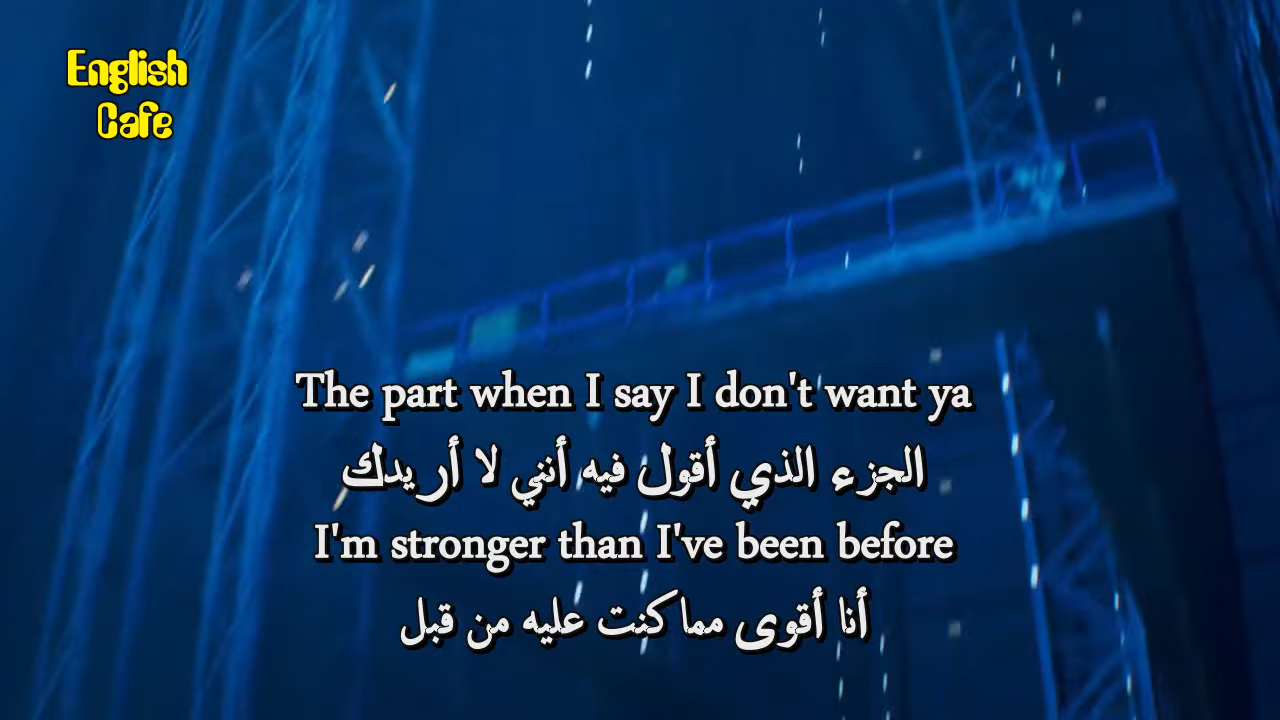 English
Cafe
The part when I say I don't want ya
الجزء الذي أقول فيه أنني لا أريدك
I'm stronger than I've been before
أنا أقوى مما كنت عليه من قبل